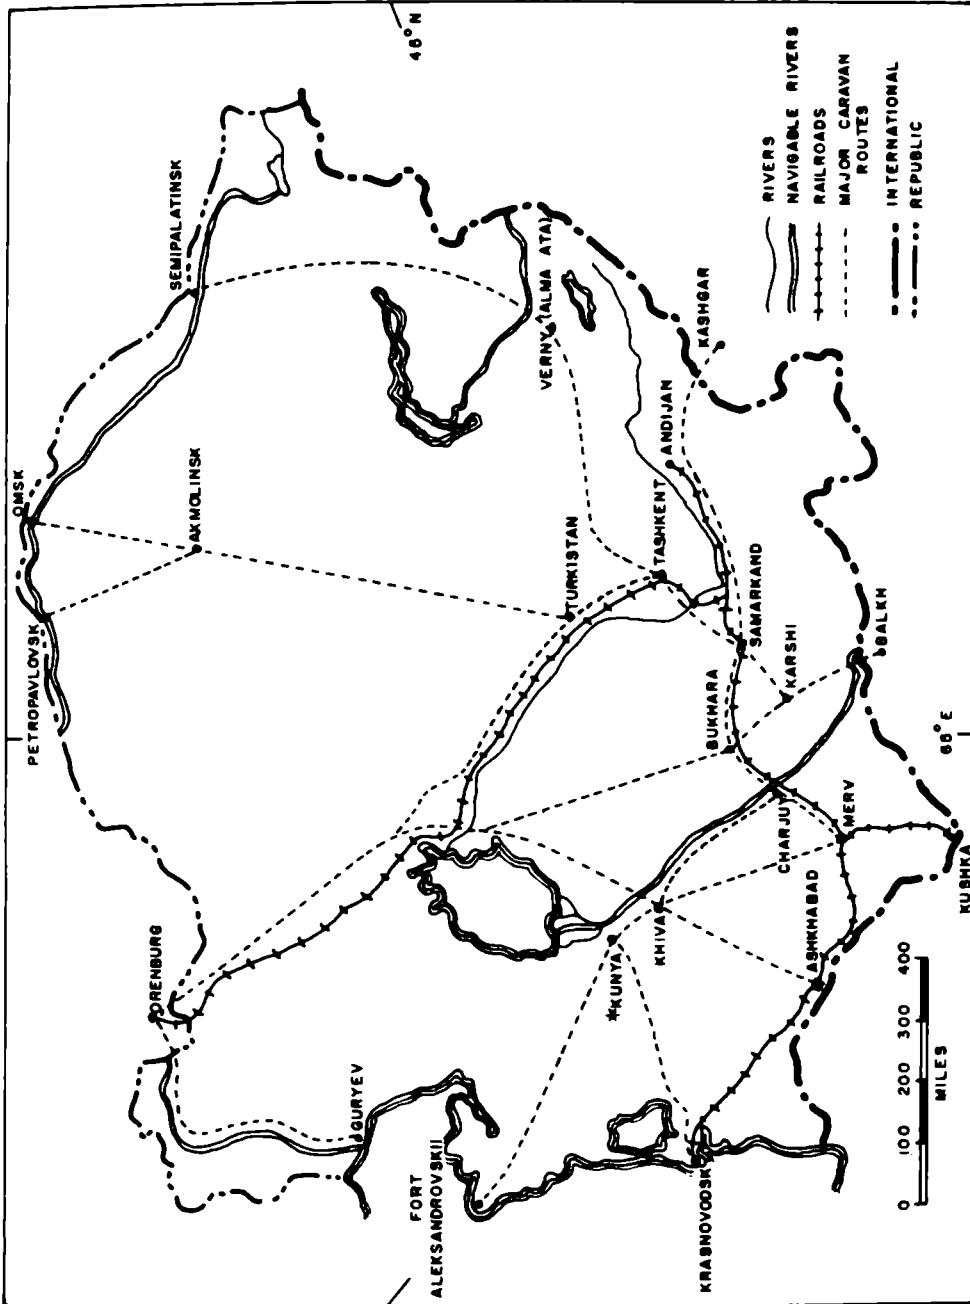 48°N
OMSK
PETROPAVLOVSK
SEMIPALATINSK
AKMOLINSK
ORENBURG
GURYEV
FORT
ALEKSANDROVSKII
VERNY (ALMA ATA)
TURKISTAN
TASHKENT
ANDIJAN
KASHGAR
SAMARKAND
BUKHARA
KARSHI
BALKH
*KUNYA
KHIVA
CHARJUY
MERV
ASHKHABAD
KUSHKA
KRASNOVODSK
66°E
RIVERS
NAVIGABLE RIVERS
RAILROADS
MAJOR CARAVAN
ROUTES
INTERNATIONAL
REPUBLIC
0 100 200 300 400
MILES